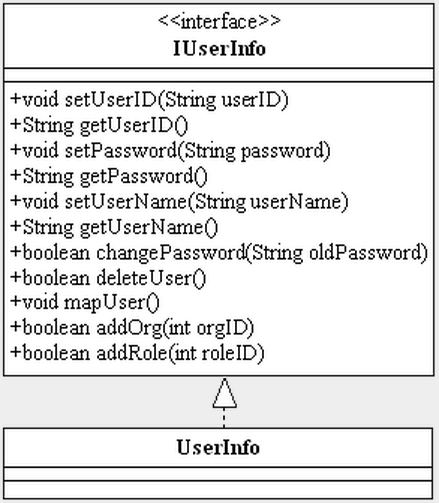 <<interface>>
IUserInfo
+void setUserID(String userID)
+String getUserID()
+void setPassword(String password)
+String getPassword()
+void setUserName(String userName)
+String getUserName()
+boolean changePassword(String oldPassword)
+boolean deleteUser()
+void mapUser()
+boolean addOrg(int orgID)
+boolean addRole(int roleID)
UserInfo